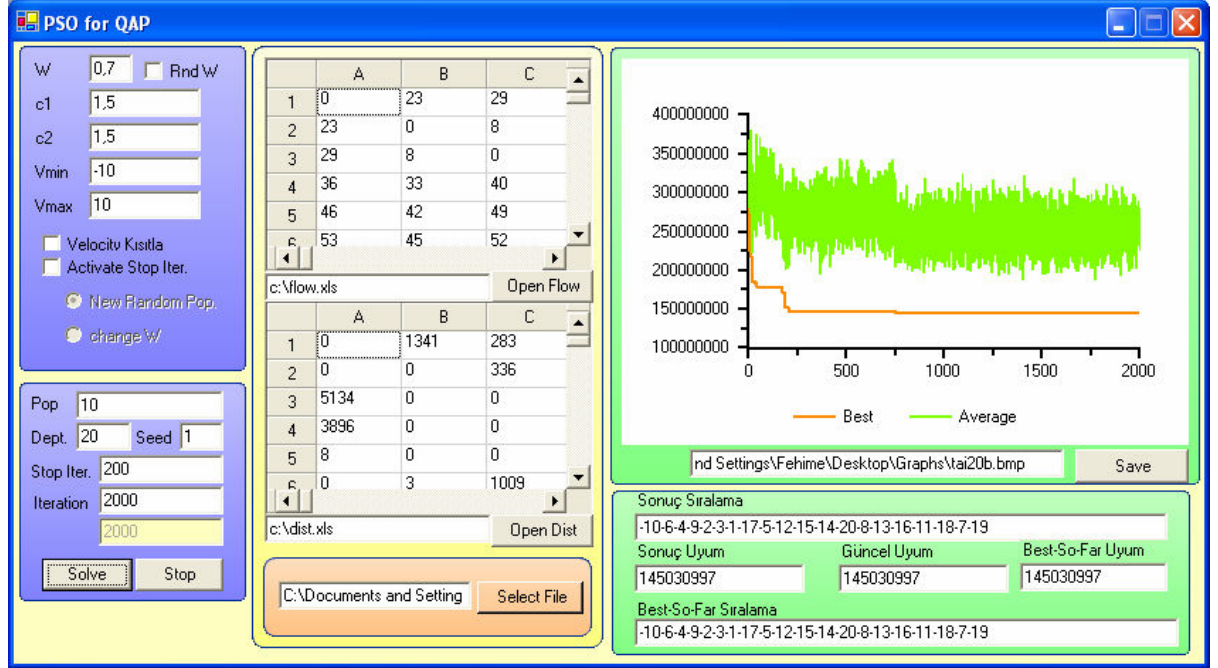 PSO for QAP
W 0,7 Rnd W
c1 1,5
c2 1,5
Vmin -10
Vmax 10
Velocity Kısıtla
Activate Stop Iter.
New Random Pop.
change W
Pop 10
Dept. 20 Seed 1
Stop Iter. 200
Iteration 2000
2000
Solve Stop
A B C
1 0 23 29
2 23 0 8
3 29 8 0
4 36 33 40
5 46 42 49
6 53 45 52
c:\flow.xls Open Flow
A B C
1 0 1341 283
2 0 0 336
3 5134 0 0
4 3896 0 0
5 8 0 0
6 0 3 1009
c:\dist.xls Open Dist
C:\Documents and Setting Select File
400000000
350000000
300000000
250000000
200000000
150000000
100000000
0 500 1000 1500 2000
Best Average
nd Settings\Fehime\Desktop\Graphs\tai20b.bmp Save
Sonuç Sıralama
-10-6-4-9-2-3-1-17-5-12-15-14-20-8-13-16-11-18-7-19
Sonuç Uyum Güncel Uyum Best-So-Far Uyum
145030997 145030997 145030997
Best-So-Far Sıralama
-10-6-4-9-2-3-1-17-5-12-15-14-20-8-13-16-11-18-7-19